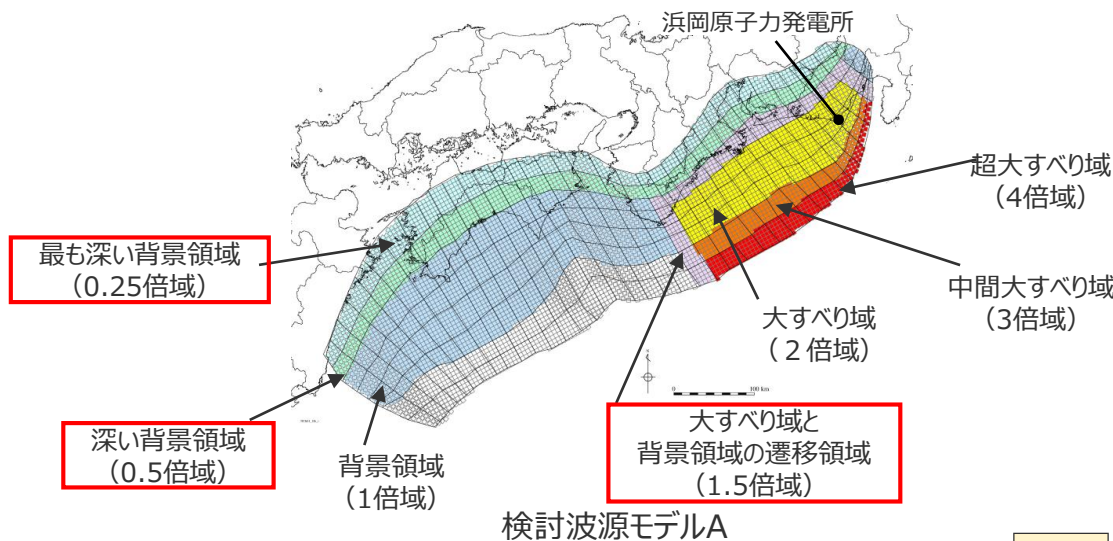 浜岡原子力発電所
超大すべり域
（4倍域）
最も深い背景領域
（0.25倍域）
中間大すべり域
（3倍域）
大すべり域
（２倍域）
0
100 km
大すべり域と
背景領域の遷移領域
（1.5倍域）
深い背景領域
（0.5倍域）
背景領域
（1倍域）
検討波源モデルA